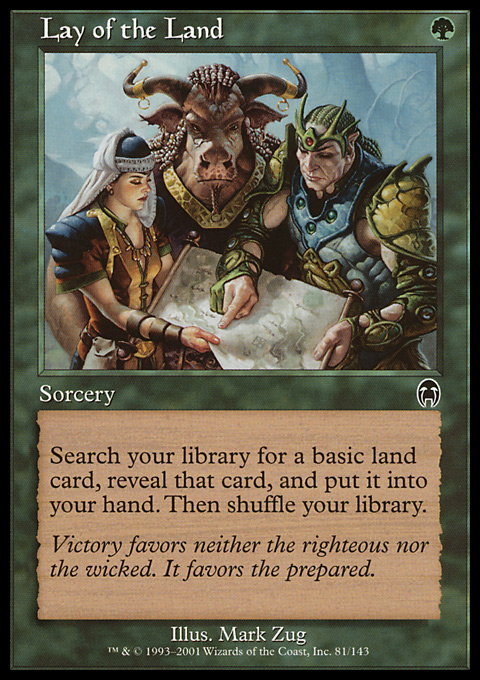 Lay of the Land
Sorcery
Search your library for a basic land
card, reveal that card, and put it into
your hand. Then shuffle your library.
Victory favors neither the righteous nor
the wicked. It favors the prepared.
Illus. Mark Zug
™ & © 1993–2001 Wizards of the Coast, Inc. 81/143